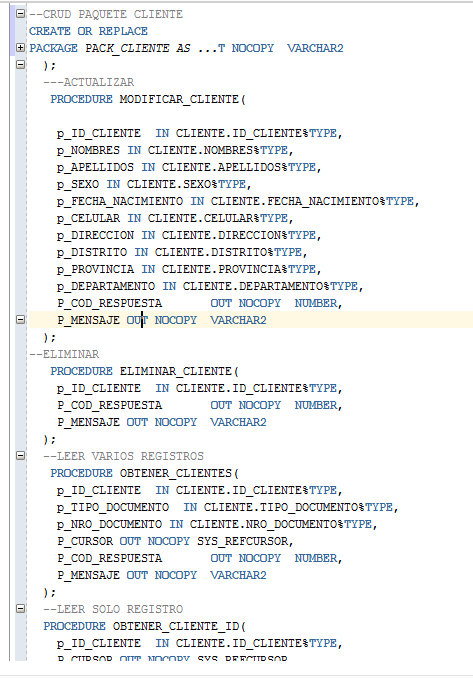 --CRUD PAQUETE CLIENTE
CREATE OR REPLACE
PACKAGE PACK_CLIENTE AS ...T NOCOPY  VARCHAR2
);
---ACTUALIZAR
PROCEDURE MODIFICAR_CLIENTE(
p_ID_CLIENTE  IN CLIENTE.ID_CLIENTE%TYPE,
p_NOMBRES IN CLIENTE.NOMBRES%TYPE,
p_APELLIDOS IN CLIENTE.APELLIDOS%TYPE,
p_SEXO IN CLIENTE.SEXO%TYPE,
p_FECHA_NACIMIENTO IN CLIENTE.FECHA_NACIMIENTO%TYPE,
p_CELULAR IN CLIENTE.CELULAR%TYPE,
p_DIRECCION IN CLIENTE.DIRECCION%TYPE,
p_DISTRITO IN CLIENTE.DISTRITO%TYPE,
p_PROVINCIA IN CLIENTE.PROVINCIA%TYPE,
p_DEPARTAMENTO IN CLIENTE.DEPARTAMENTO%TYPE,
P_COD_RESPUESTA       OUT NOCOPY  NUMBER,
P_MENSAJE OUT NOCOPY  VARCHAR2
);
--ELIMINAR
PROCEDURE ELIMINAR_CLIENTE(
p_ID_CLIENTE  IN CLIENTE.ID_CLIENTE%TYPE,
P_COD_RESPUESTA       OUT NOCOPY  NUMBER,
P_MENSAJE OUT NOCOPY  VARCHAR2
);
--LEER VARIOS REGISTROS
PROCEDURE OBTENER_CLIENTES(
p_ID_CLIENTE  IN CLIENTE.ID_CLIENTE%TYPE,
p_TIPO_DOCUMENTO  IN CLIENTE.TIPO_DOCUMENTO%TYPE,
p_NRO_DOCUMENTO IN CLIENTE.NRO_DOCUMENTO%TYPE,
P_CURSOR OUT NOCOPY SYS_REFCURSOR,
P_COD_RESPUESTA       OUT NOCOPY  NUMBER,
P_MENSAJE OUT NOCOPY  VARCHAR2
);
--LEER SOLO REGISTRO
PROCEDURE OBTENER_CLIENTE_ID(
p_ID_CLIENTE  IN CLIENTE.ID_CLIENTE%TYPE,
P_CURSOR OUT NOCOPY SYS_REFCURSOR